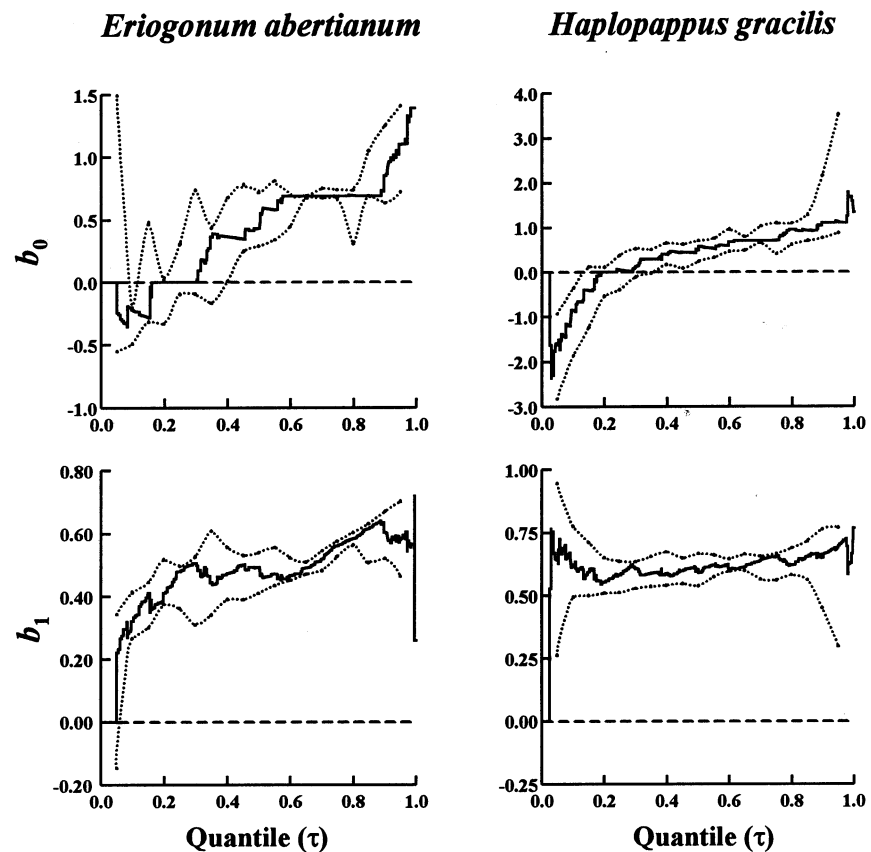 Eriogonum abertianum
Haplopappus gracilis
b0
1.5
1.0
0.5
0.0
-0.5
-1.0
0.0 0.2 0.4 0.6 0.8 1.0
4.0
3.0
2.0
1.0
0.0
-1.0
-2.0
-3.0
0.0 0.2 0.4 0.6 0.8 1.0
b1
0.80
0.60
0.40
0.20
0.00
-0.20
0.0 0.2 0.4 0.6 0.8 1.0
Quantile (τ)
1.00
0.75
0.50
0.25
0.00
-0.25
0.0 0.2 0.4 0.6 0.8 1.0
Quantile (τ)